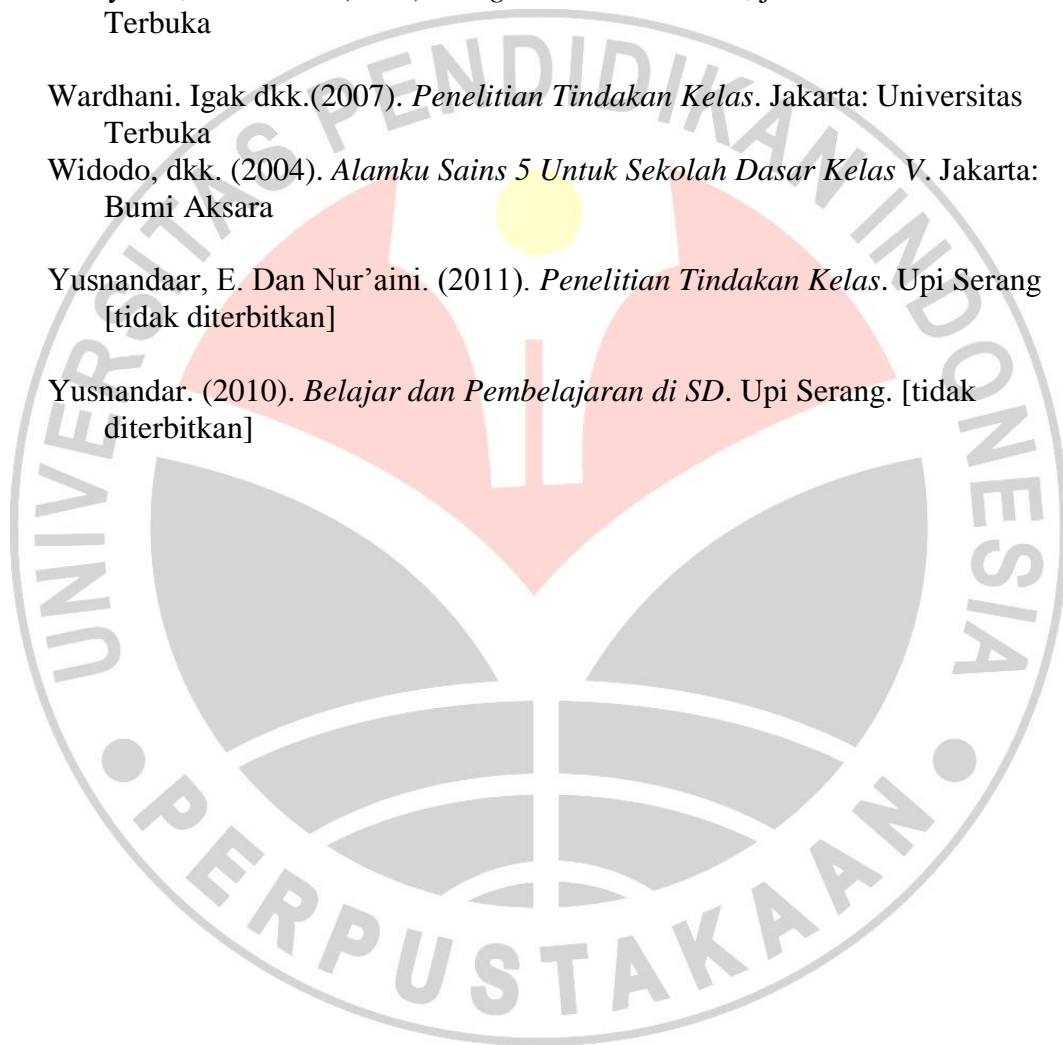 Terbuka
Wardhani. Igak dkk.(2007). Penelitian Tindakan Kelas. Jakarta: Universitas
Terbuka
Widodo, dkk. (2004). Alamku Sains 5 Untuk Sekolah Dasar Kelas V. Jakarta:
Bumi Aksara
Yusnandaar, E. Dan Nur’aini. (2011). Penelitian Tindakan Kelas. Upi Serang
[tidak diterbitkan]
Yusnandar. (2010). Belajar dan Pembelajaran di SD. Upi Serang. [tidak
diterbitkan]
UNIVERSITAS PENDIDIKAN INDONESIA
PERPUSTAKAAN